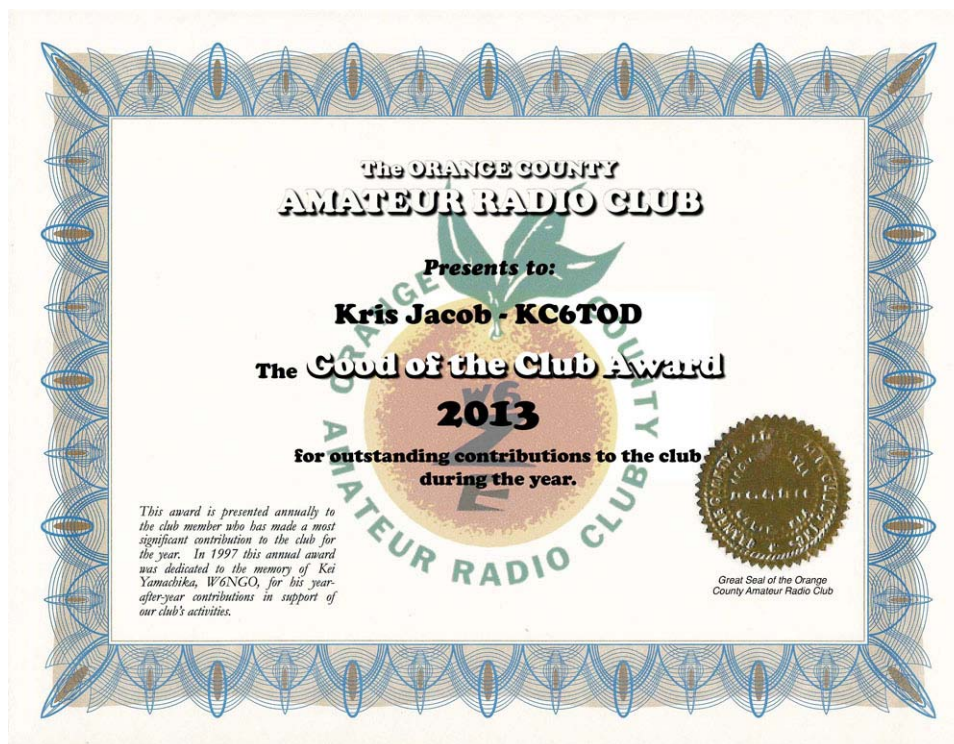 The ORANGE COUNTY
AMATEUR RADIO CLUB
Presents to:
Kris Jacob - KC6TOD
The Good of the Club Award
2013
for outstanding contributions to the club
during the year.
This award is presented annually to
the club member who has made a most
significant contribution to the club for
the year. In 1997 this annual award
was dedicated to the memory of Kei
Yamachika, W6NGO, for his year-
after-year contributions in support of
our club's activities.
Great Seal of the Orange
County Amateur Radio Club
ORANGE COUNTY
AMATEUR RADIO CLUB
W6
Z
E